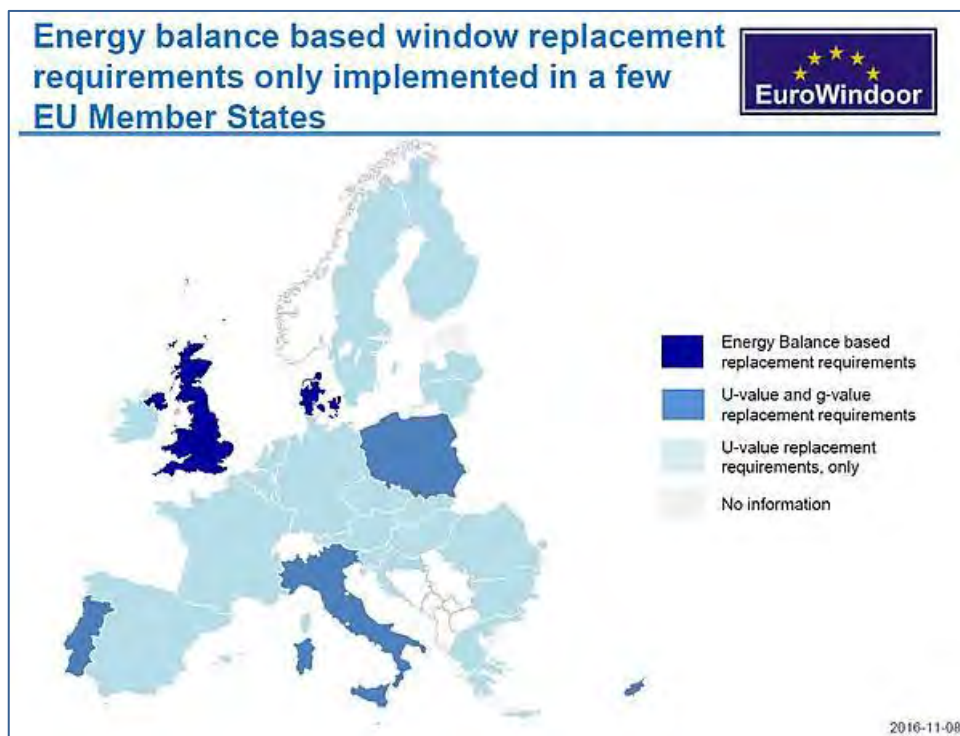 Energy balance based window replacement
requirements only implemented in a few
EU Member States
EuroWindoor
Energy Balance based
replacement requirements
U-value and g-value
replacement requirements
U-value replacement
requirements, only
No information
2016-11-08